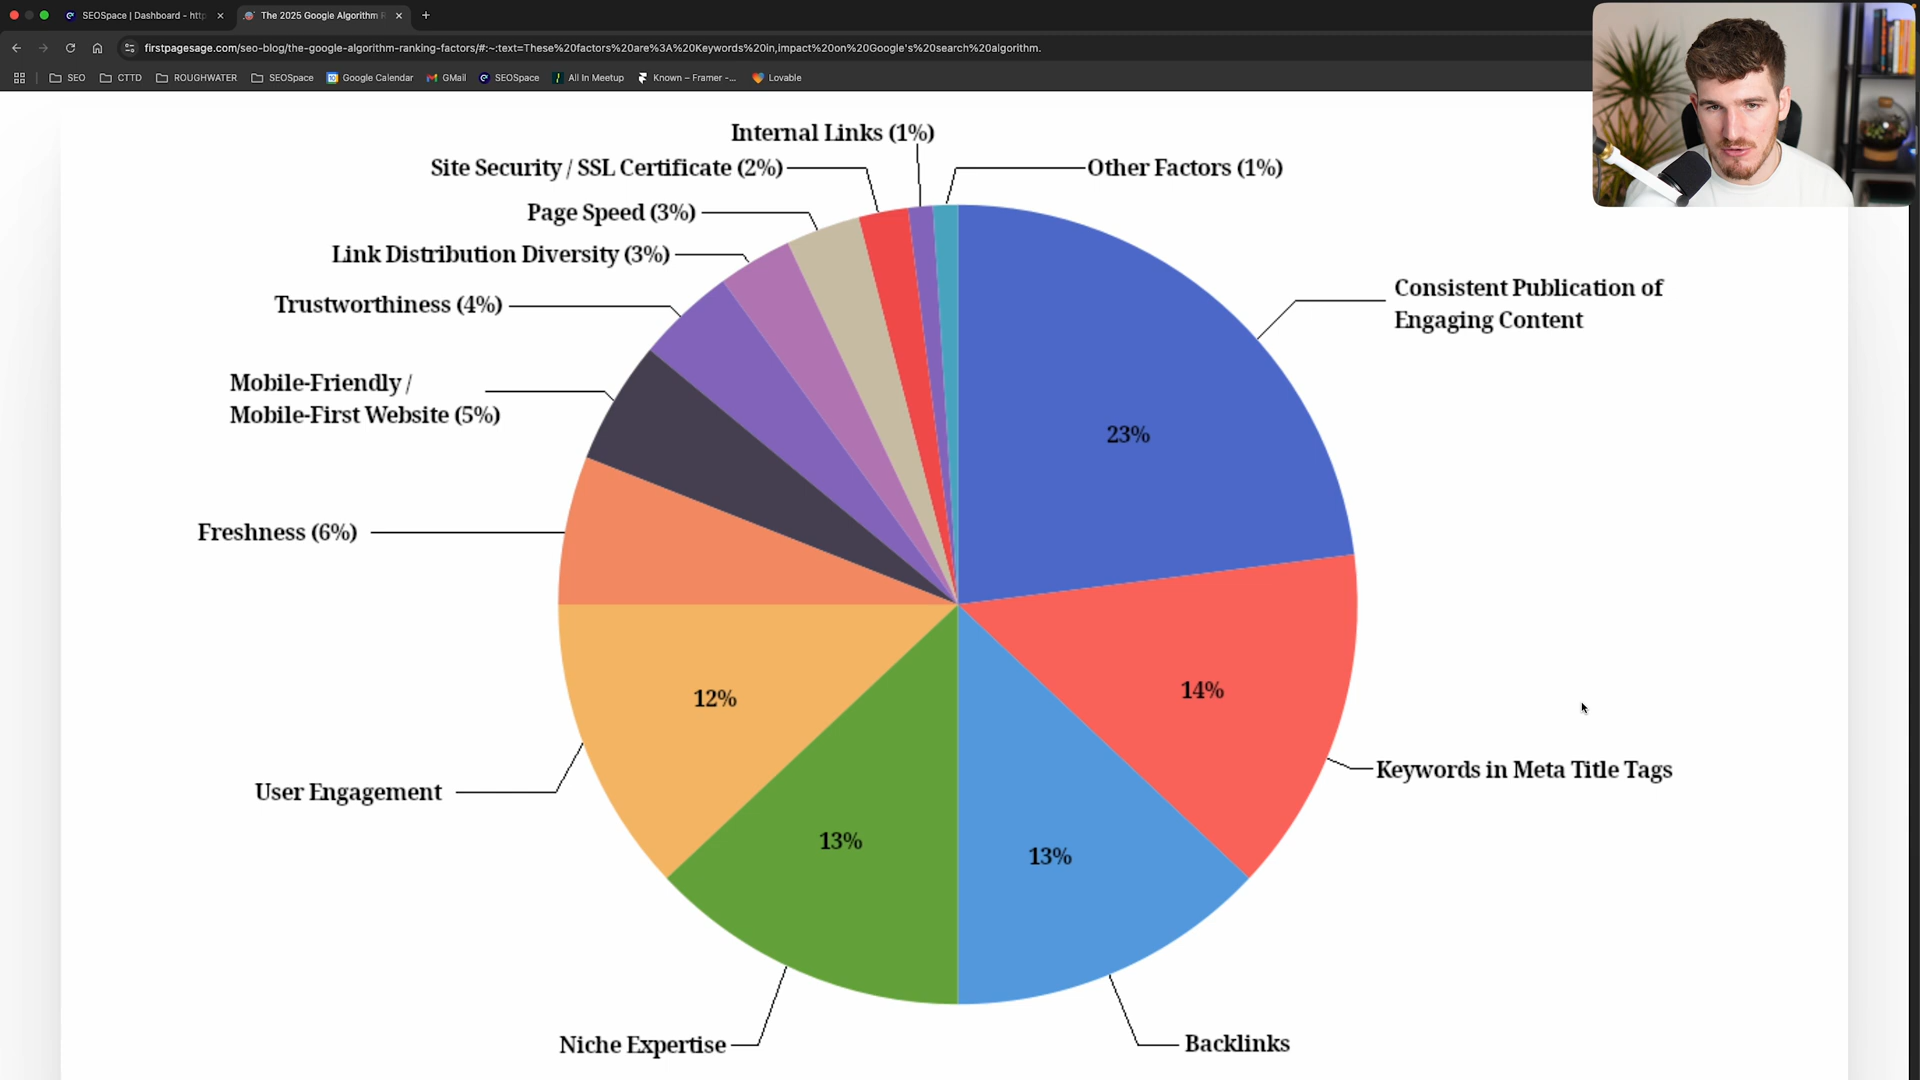 SEOSpace | Dashboard - http
The 2025 Google Algorithm R
firstpagesage.com/seo-blog/the-google-algorithm-ranking-factors/#:~:text=These%20factors%20are%3A%20Keywords%20in,impact%20on%20Google's%20search%20algorithm.
SEO
CTTD
ROUGHWATER
SEOSpace
Google Calendar
GMail
SEOSpace
All In Meetup
Known – Framer -...
Lovable
Internal Links (1%)
Site Security / SSL Certificate (2%)
Other Factors (1%)
Page Speed (3%)
Link Distribution Diversity (3%)
Consistent Publication of
Engaging Content
Trustworthiness (4%)
Mobile-Friendly /
Mobile-First Website (5%)
23%
Freshness (6%)
14%
12%
Keywords in Meta Title Tags
User Engagement
13%
13%
Niche Expertise
Backlinks